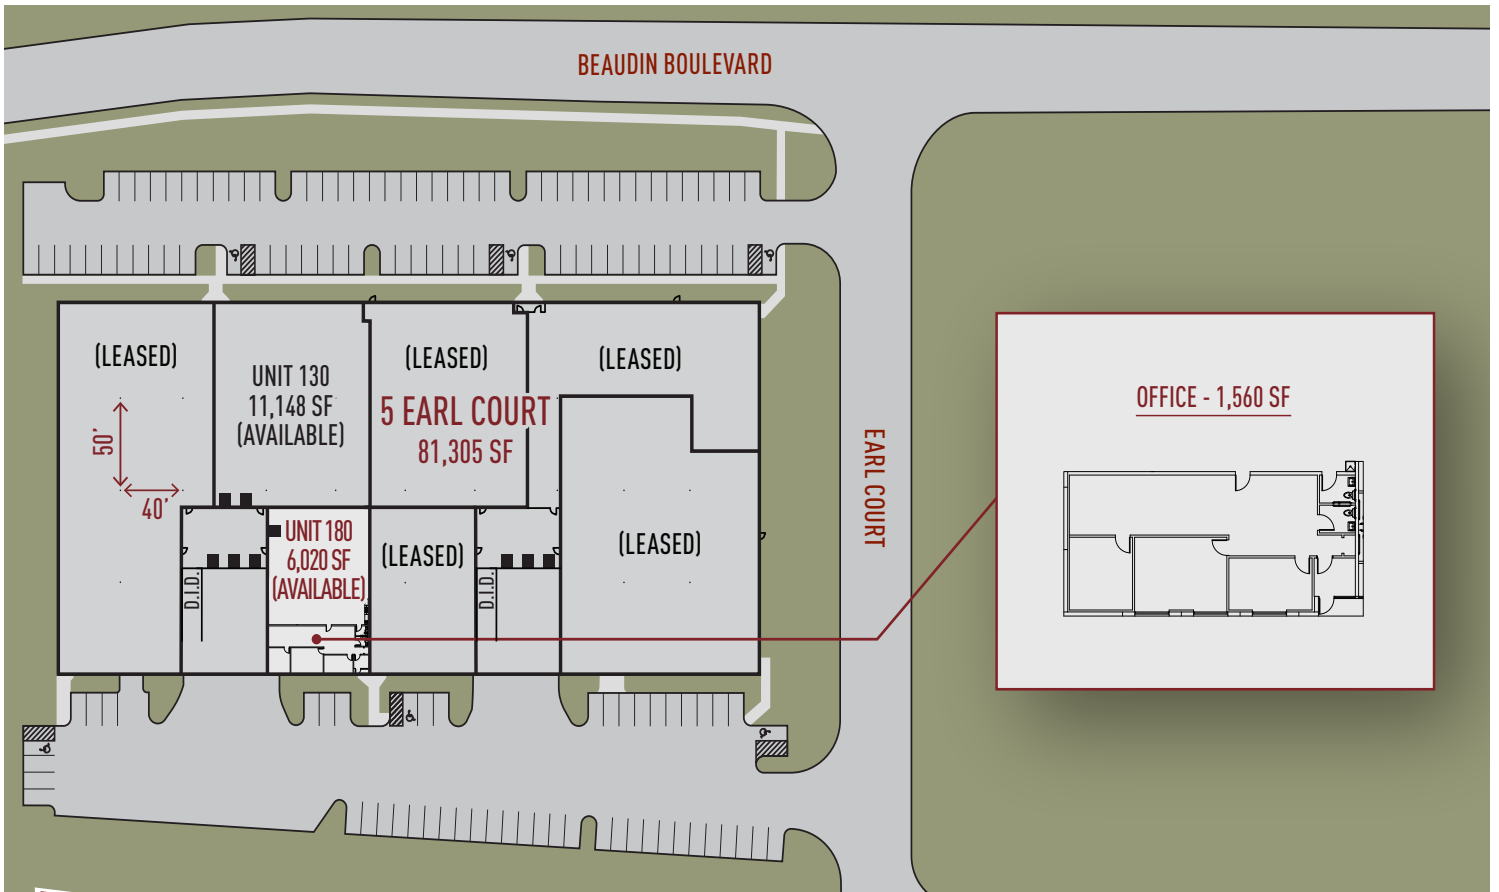 BEAUDIN BOULEVARD
(LEASED)
UNIT 130
11,148 SF
(AVAILABLE)
(LEASED)
5 EARL COURT
81,305 SF
(LEASED)
50'
40'
UNIT 180
6,020 SF
(AVAILABLE)
(LEASED)
(LEASED)
D.I.D.
D.I.D.
EARL COURT
OFFICE - 1,560 SF